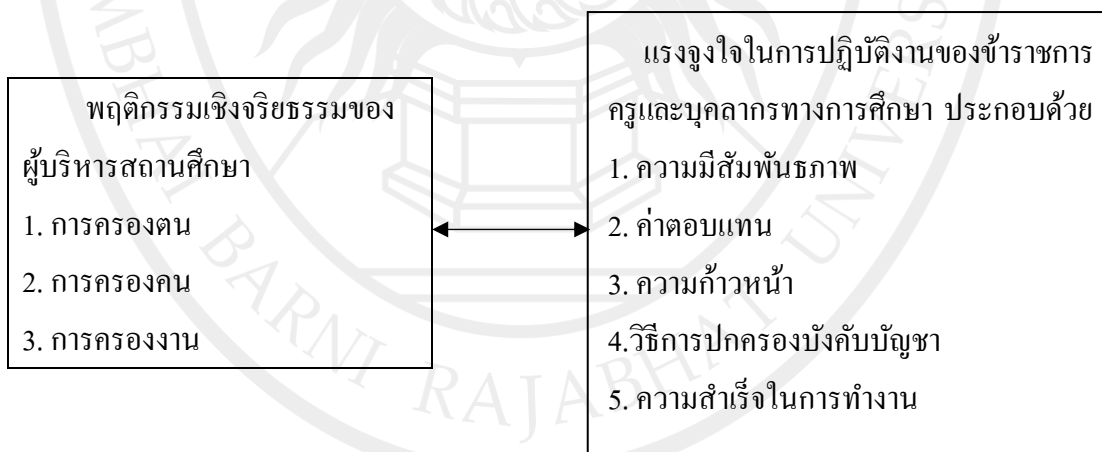 พฤติกรรมเชิงจริยธรรมของ
ผู้บริหารสถานศึกษา
1. การครองตน
2. การครองคน
3. การครองงาน
แรงจูงใจในการปฏิบัติงานของข้าราชการ
ครูและบุคลากรทางการศึกษา ประกอบด้วย
1. ความมีสัมพันธภาพ
2. ค่าตอบแทน
3. ความก้าวหน้า
4.วิธีการปกครองบังคับบัญชา
5. ความสำเร็จในการทำงาน
BARNI RAJABHAT UNIVERS